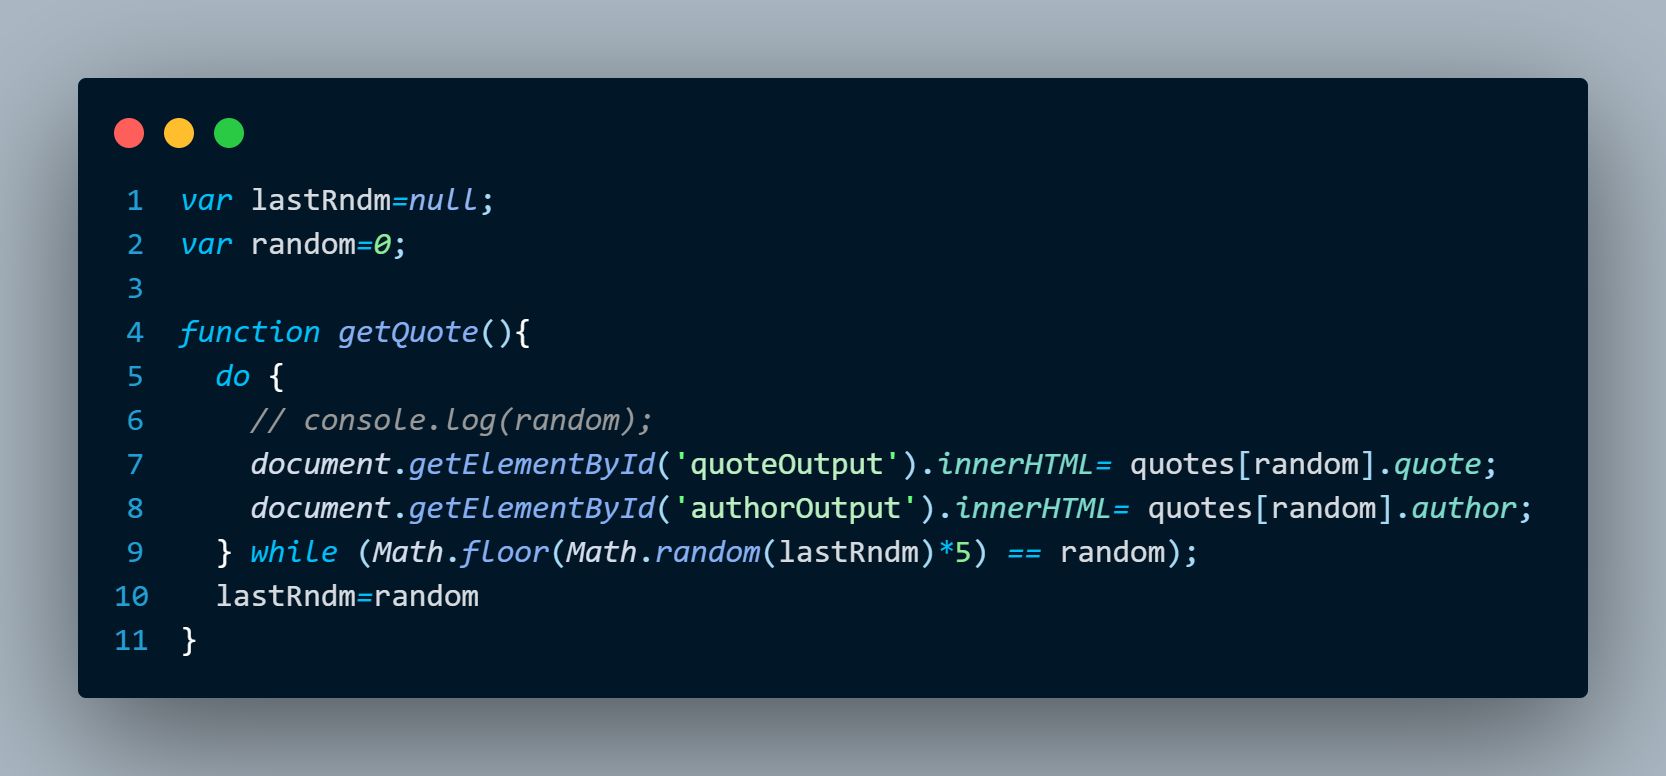 1 var lastRndm=null;
2 var random=0;
3
4 function getQuote(){
5   do {
6     // console.log(random);
7     document.getElementById('quoteOutput').innerHTML= quotes[random].quote;
8     document.getElementById('authorOutput').innerHTML= quotes[random].author;
9   } while (Math.floor(Math.random(lastRndm)*5) == random);
10   lastRndm=random
11 }